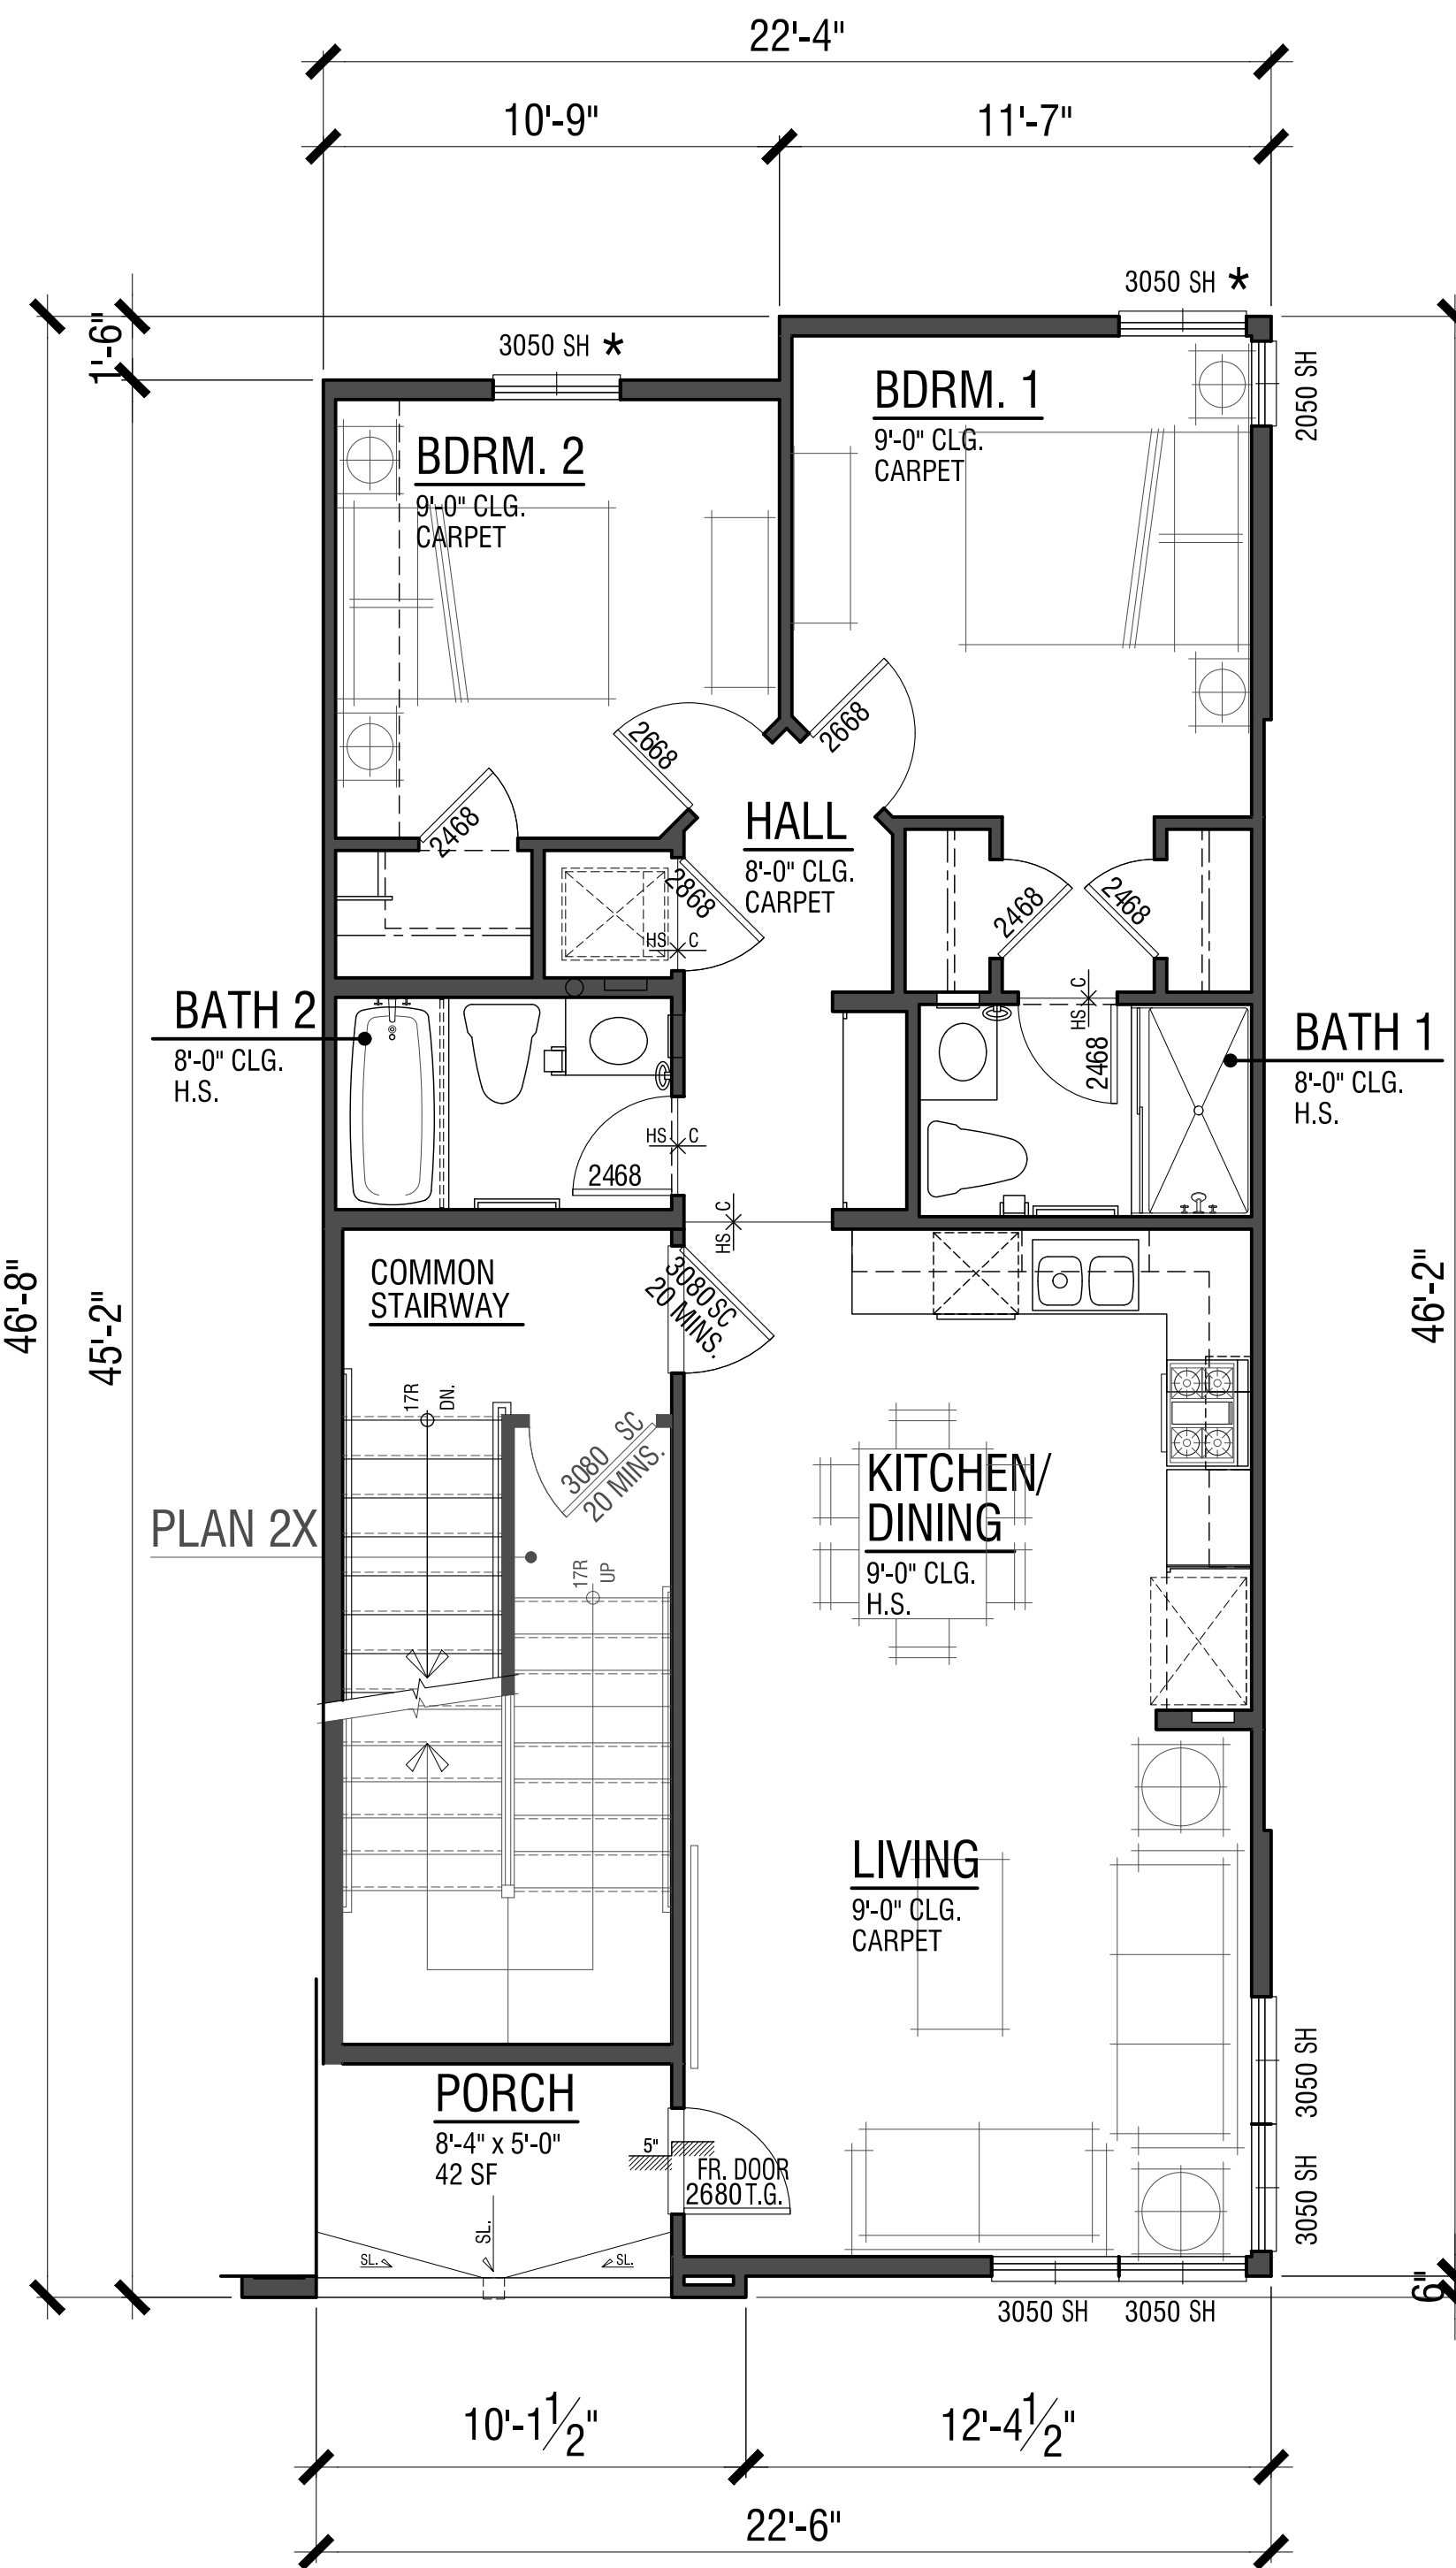 22'-4"
10'-9"
11'-7"
3050 SH *
1'-6"
3050 SH *
2050 SH
BDRM. 1
9'-0" CLG.
CARPET
BDRM. 2
9'-0" CLG.
CARPET
2668
2668
2468
HALL
8'-0" CLG.
CARPET
2868
HS C
2468
2468
BATH 2
8'-0" CLG.
H.S.
HS C
2468
HS C
2468
BATH 1
8'-0" CLG.
H.S.
HS C
46'-8"
45'-2"
46'-2"
COMMON
STAIRWAY
3080 SC
20 MINS.
17R
DN.
3080 SC
20 MINS.
PLAN 2X
17R
UP
KITCHEN/
DINING
9'-0" CLG.
H.S.
LIVING
9'-0" CLG.
CARPET
3050 SH
3050 SH
PORCH
8'-4" x 5'-0"
42 SF
5"
FR. DOOR
2680 T.G.
SL.
SL.
SL.
6"
3050 SH
3050 SH
10'-1 1/2"
12'-4 1/2"
22'-6"